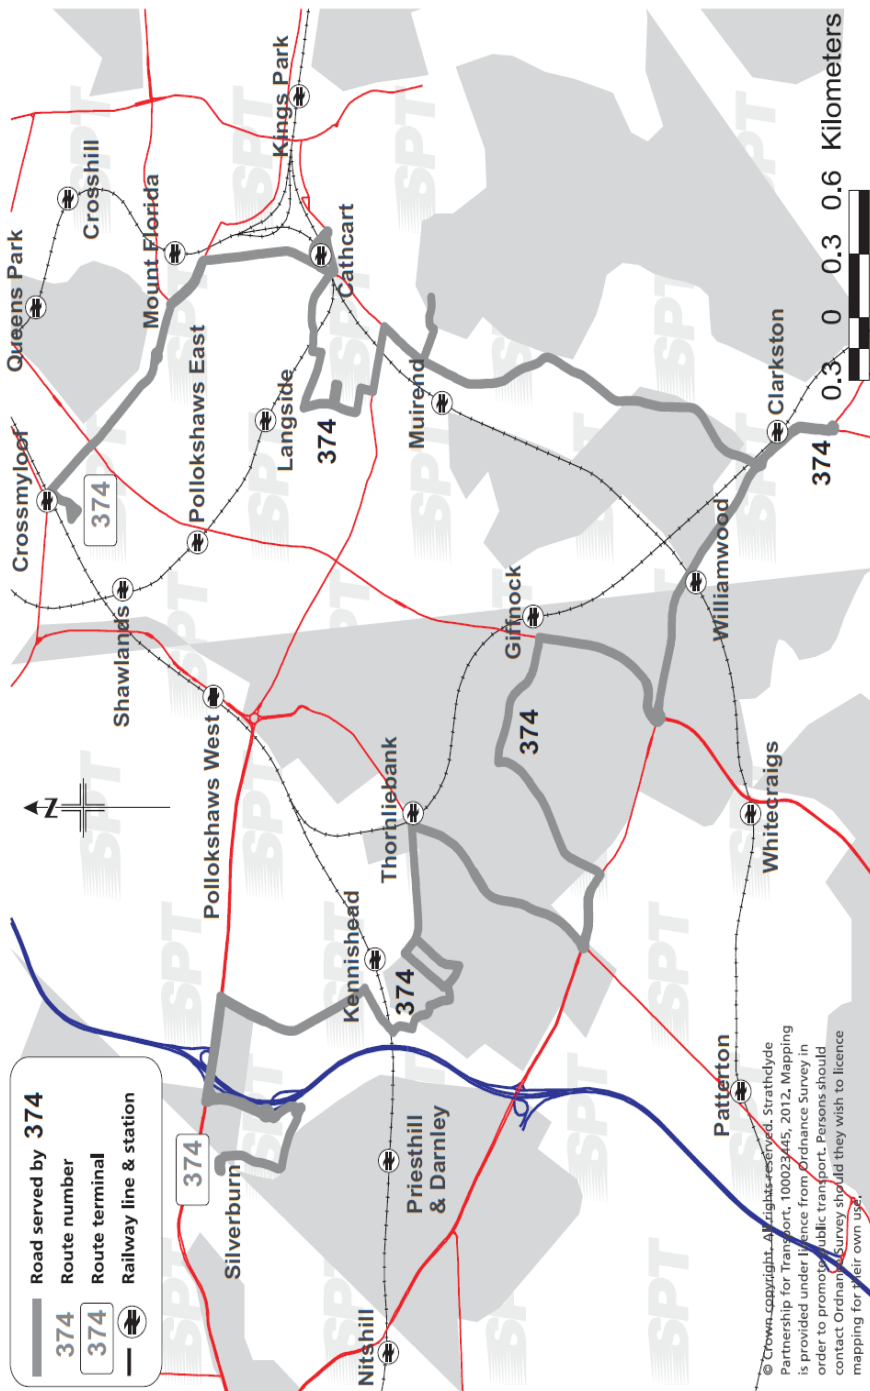 Road served by 374
374 Route number
374 Route terminal
Railway line & station
Queens Park
Crosshill
Crossmyloof
Mount Florida
Kings Park
Shawlands
Pollokshaws East
Langside
Cathcart
Pollokshaws West
374
374
Muirend
Thornliebank
Giffnock
Kennishead
374
374
Silverburn
374
Priesthill
& Darnley
Nitshill
Williamwood
Clarkston
374
Whitecraigs
Patterton
N
SPT
0.3 0 0.3 0.6 Kilometers
© Crown copyright. All rights reserved. Strathclyde
Partnership for Transport, 100023445, 2012. Mapping
is provided under licence from Ordnance Survey in
order to promote public transport. Persons should
contact Ordnance Survey should they wish to licence
mapping for their own use.